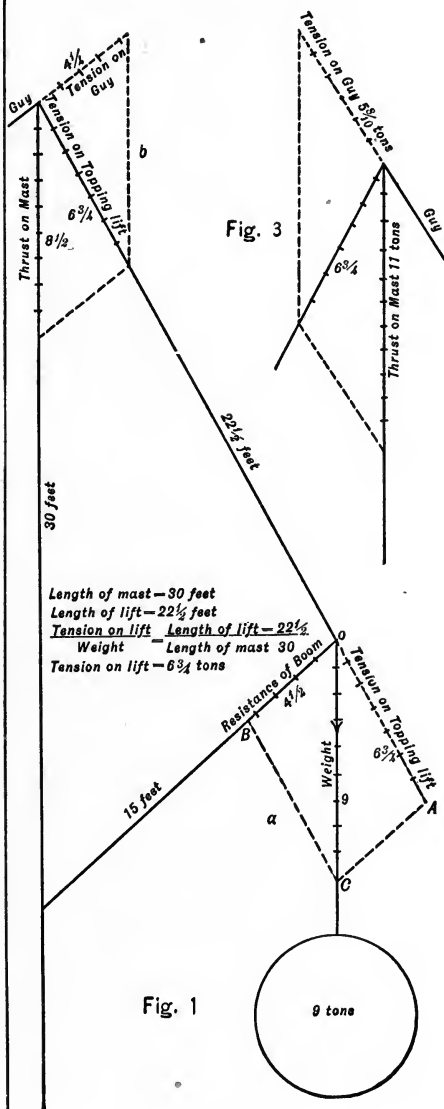 4½
Tension on
Guy
Guy
Tension on Topping lift
b
6¾
8½
Thrust on Mast
Tension on Guy 5 8/10 tons
Fig. 3
6¾
Guy
Thrust on Mast 11 tons
22½ feet
30 feet
Length of mast=30 feet
Length of lift=22½ feet
Tension on lift = Length of lift=22½
Weight Length of mast 30
Tension on lift=6¾ tons
o
Resistance of Boom
4½
Tension on Topping lift
6¾
B
Weight
9
A
15 feet
a
C
Fig. 1
9 tons